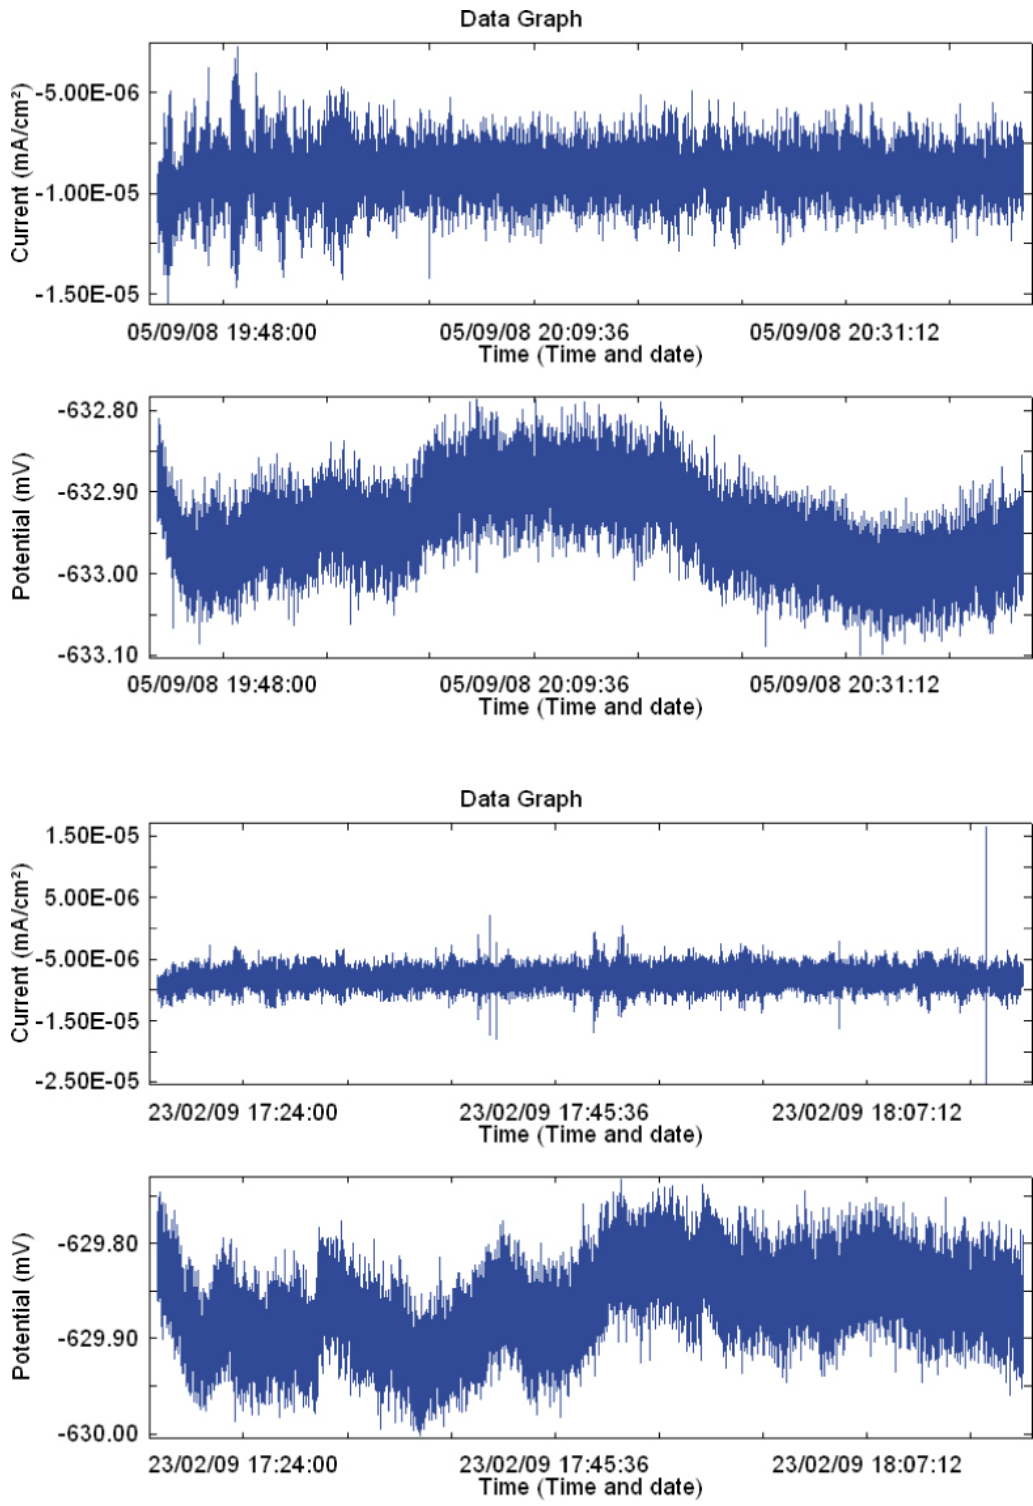 Data Graph
Current (mA/cm²)
-5.00E-06
-1.00E-05
-1.50E-05
05/09/08 19:48:00 05/09/08 20:09:36 05/09/08 20:31:12
Time (Time and date)
Potential (mV)
-632.80
-632.90
-633.00
-633.10
05/09/08 19:48:00 05/09/08 20:09:36 05/09/08 20:31:12
Time (Time and date)
Data Graph
Current (mA/cm²)
1.50E-05
5.00E-06
-5.00E-06
-1.50E-05
-2.50E-05
23/02/09 17:24:00 23/02/09 17:45:36 23/02/09 18:07:12
Time (Time and date)
Potential (mV)
-629.80
-629.90
-630.00
23/02/09 17:24:00 23/02/09 17:45:36 23/02/09 18:07:12
Time (Time and date)